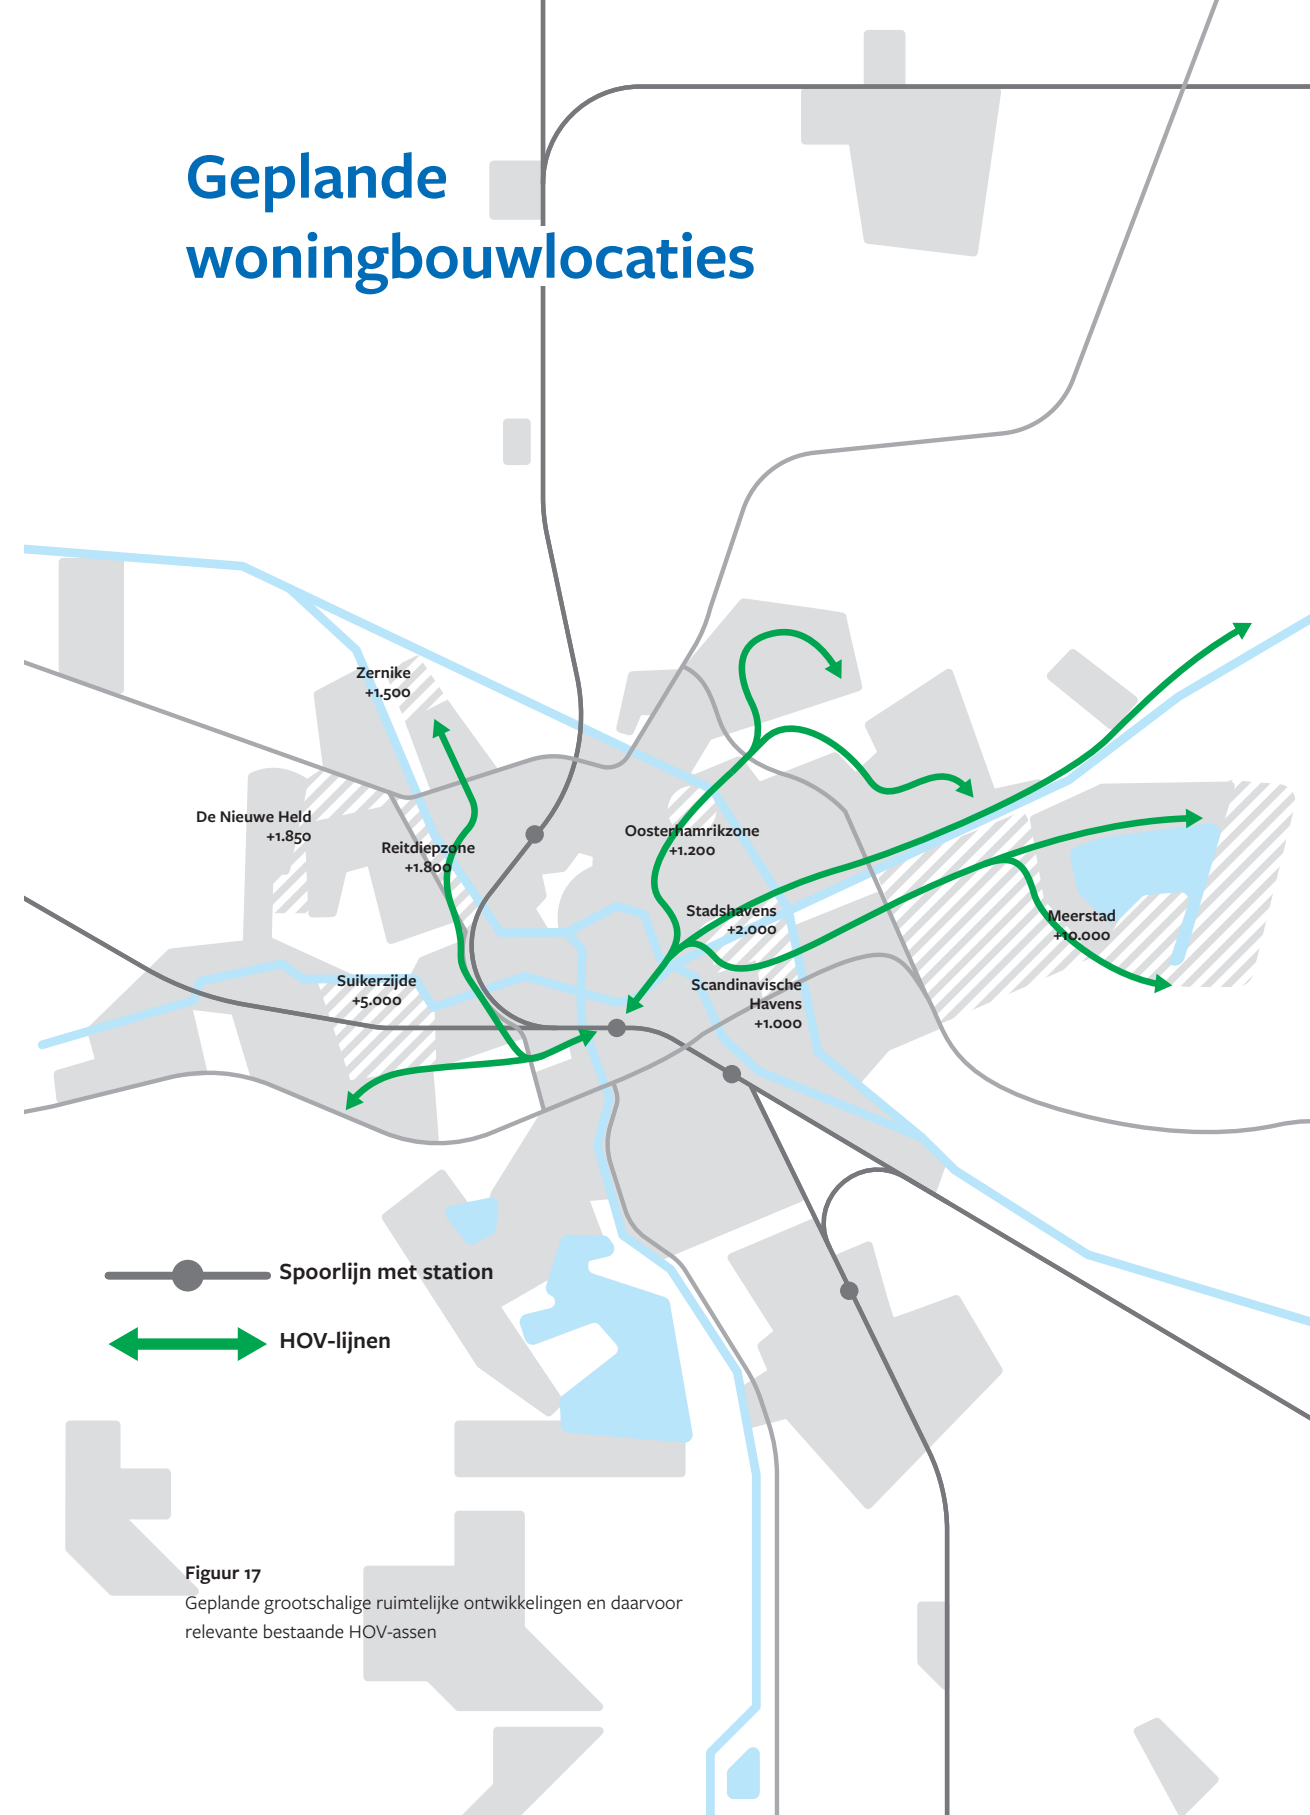 Geplande
woningbouwlocaties
Zernike
+1.500
De Nieuwe Held
+1.850
Reitdiepzone
+1.800
Oosterhamrikzone
+1.200
Stadshavens
+2.000
Meerstad
+10.000
Suikerzijde
+5.000
Scandinavische
Havens
+1.000
Spoorlijn met station
HOV-lijnen
Figuur 17
Geplande grootschalige ruimtelijke ontwikkelingen en daarvoor
relevante bestaande HOV-assen